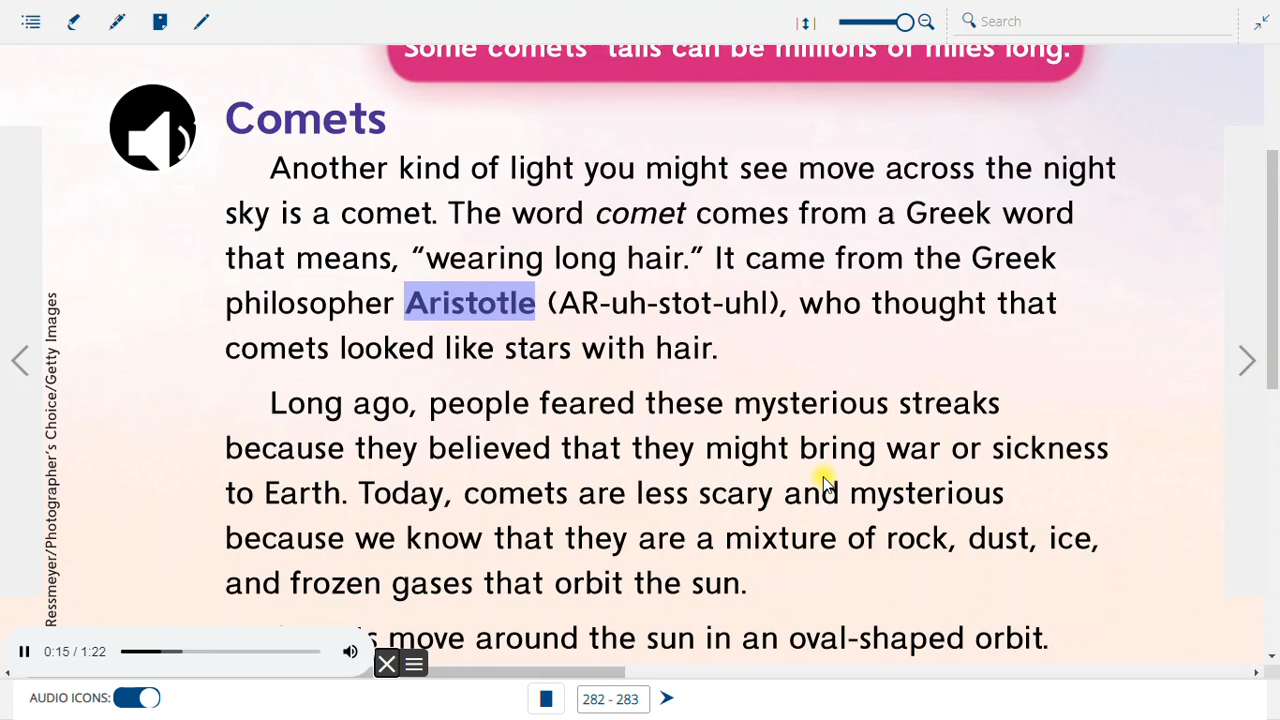 Search
Some comets' tails can be millions of miles long.
Comets
Another kind of light you might see move across the night
sky is a comet. The word comet comes from a Greek word
that means, “wearing long hair.” It came from the Greek
philosopher Aristotle (AR-uh-stot-uhl), who thought that
comets looked like stars with hair.
Long ago, people feared these mysterious streaks
because they believed that they might bring war or sickness
to Earth. Today, comets are less scary and mysterious
because we know that they are a mixture of rock, dust, ice,
and frozen gases that orbit the sun.
move around the sun in an oval-shaped orbit.
Ressmeyer/Photographer's Choice/Getty Images
0:15 / 1:22
AUDIO ICONS:
282 - 283